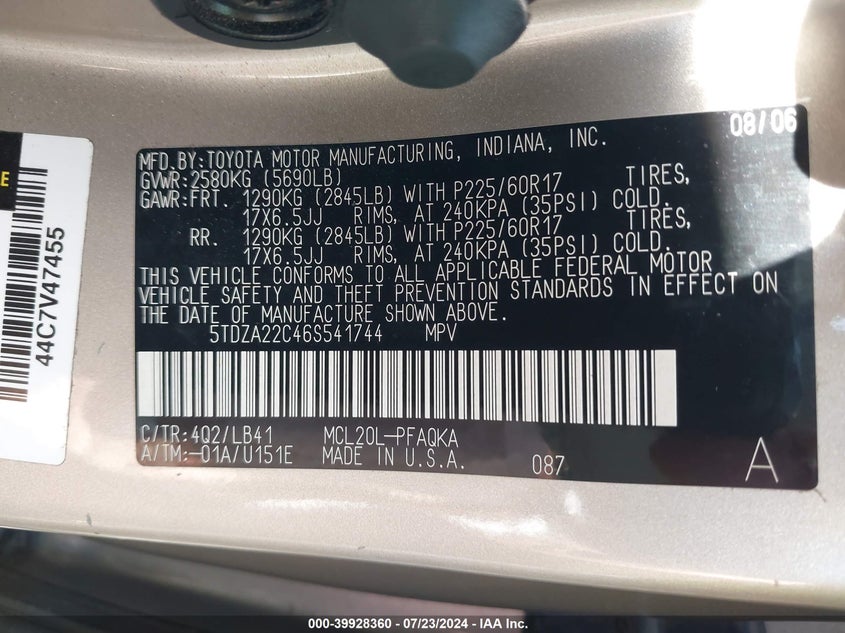 08/06
MFD.BY:TOYOTA MOTOR MANUFACTURING, INDIANA, INC.
GVWR:2580KG (5690LB)
GAWR:FRT. 1290KG (2845LB) WITH P225/60R17 TIRES,
17X6.5JJ RIMS, AT 240KPA (35PSI) COLD.
RR. 1290KG (2845LB) WITH P225/60R17 TIRES,
17X6.5JJ RIMS, AT 240KPA (35PSI) COLD.
THIS VEHICLE CONFORMS TO ALL APPLICABLE FEDERAL MOTOR
VEHICLE SAFETY AND THEFT PREVENTION STANDARDS IN EFFECT ON
THE DATE OF MANUFACTURE SHOWN ABOVE.
5TDZA22C46S541744 MPV
C/TR:4Q2/LB41 MCL20L-PFAQKA
A/TM:-01A/U151E MADE IN U.S.A. 087 A
44C7V47455
000-39928360 - 07/23/2024 - IAA Inc.